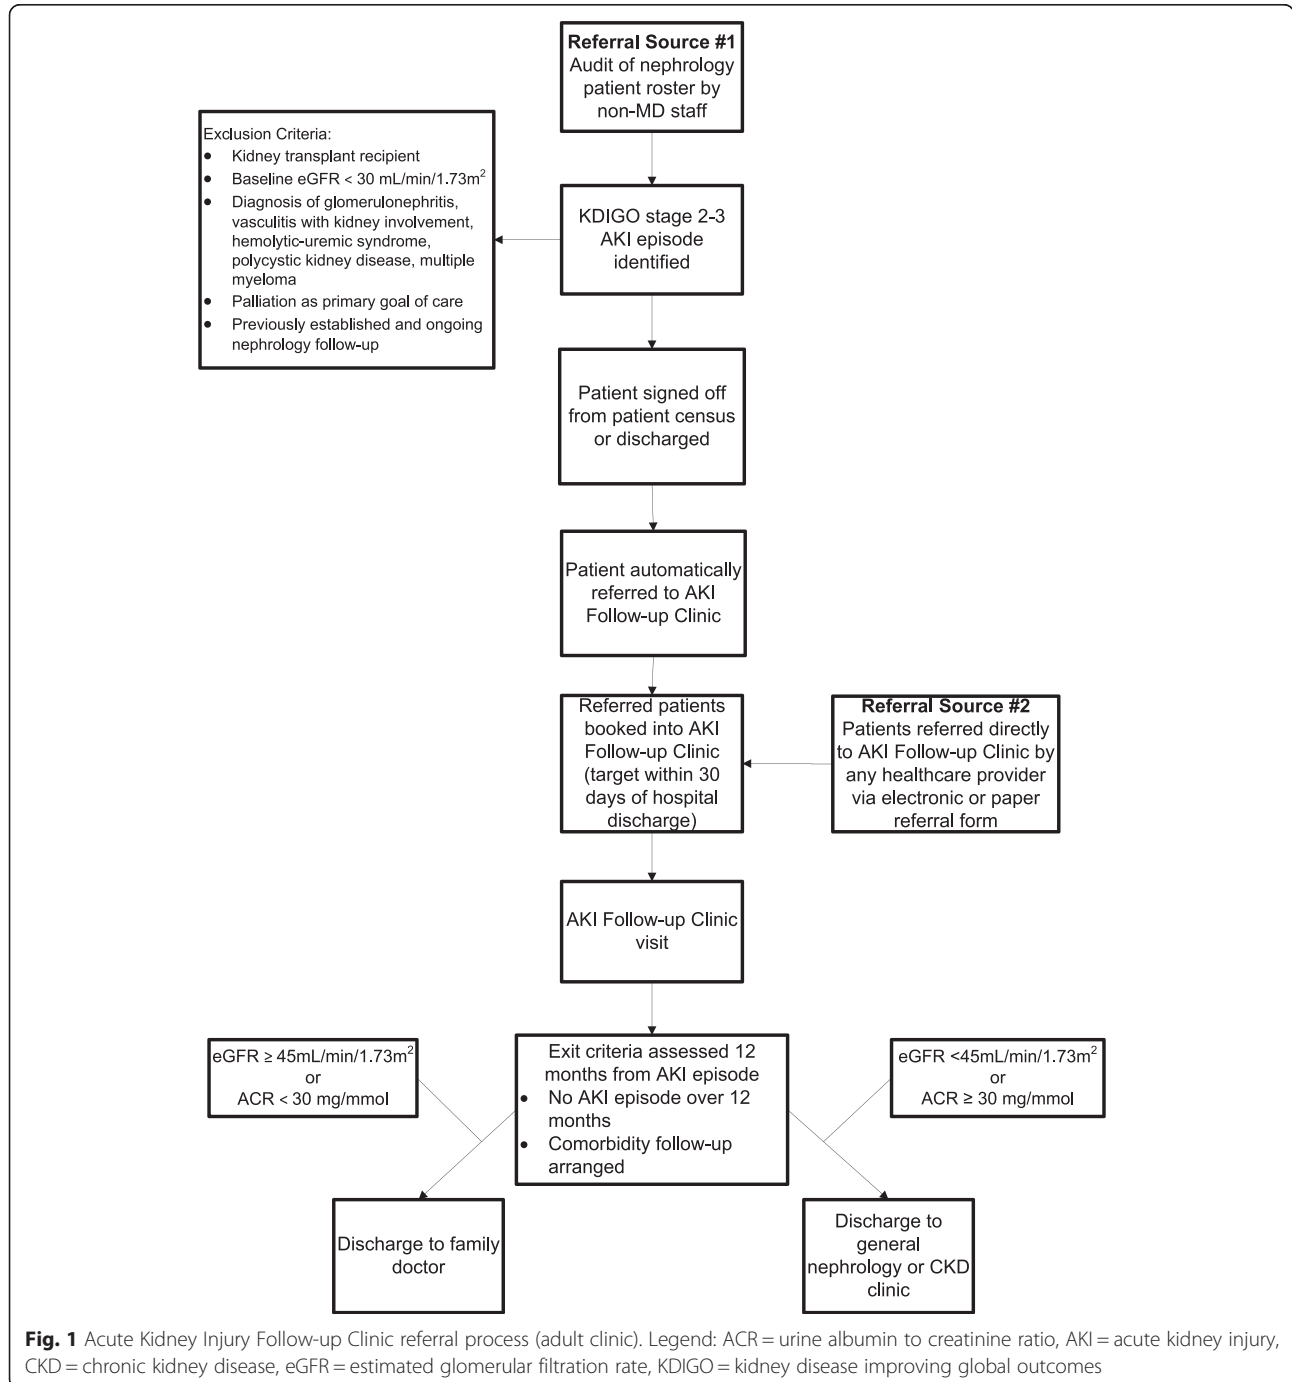 Referral Source #1
Audit of nephrology
patient roster by
non-MD staff
Exclusion Criteria:
● Kidney transplant recipient
● Baseline eGFR < 30 mL/min/1.73m²
● Diagnosis of glomerulonephritis,
vasculitis with kidney involvement,
hemolytic-uremic syndrome,
polycystic kidney disease, multiple
myeloma
● Palliation as primary goal of care
● Previously established and ongoing
nephrology follow-up
KDIGO stage 2-3
AKI episode
identified
Patient signed off
from patient census
or discharged
Patient automatically
referred to AKI
Follow-up Clinic
Referred patients
booked into AKI
Follow-up Clinic
(target within 30
days of hospital
discharge)
Referral Source #2
Patients referred directly
to AKI Follow-up Clinic by
any healthcare provider
via electronic or paper
referral form
AKI Follow-up Clinic
visit
eGFR ≥ 45mL/min/1.73m²
or
ACR < 30 mg/mmol
Exit criteria assessed 12
months from AKI episode
● No AKI episode over 12
months
● Comorbidity follow-up
arranged
eGFR <45mL/min/1.73m²
or
ACR ≥ 30 mg/mmol
Discharge to family
doctor
Discharge to
general
nephrology or CKD
clinic
Fig. 1 Acute Kidney Injury Follow-up Clinic referral process (adult clinic). Legend: ACR = urine albumin to creatinine ratio, AKI = acute kidney injury,
CKD = chronic kidney disease, eGFR = estimated glomerular filtration rate, KDIGO = kidney disease improving global outcomes